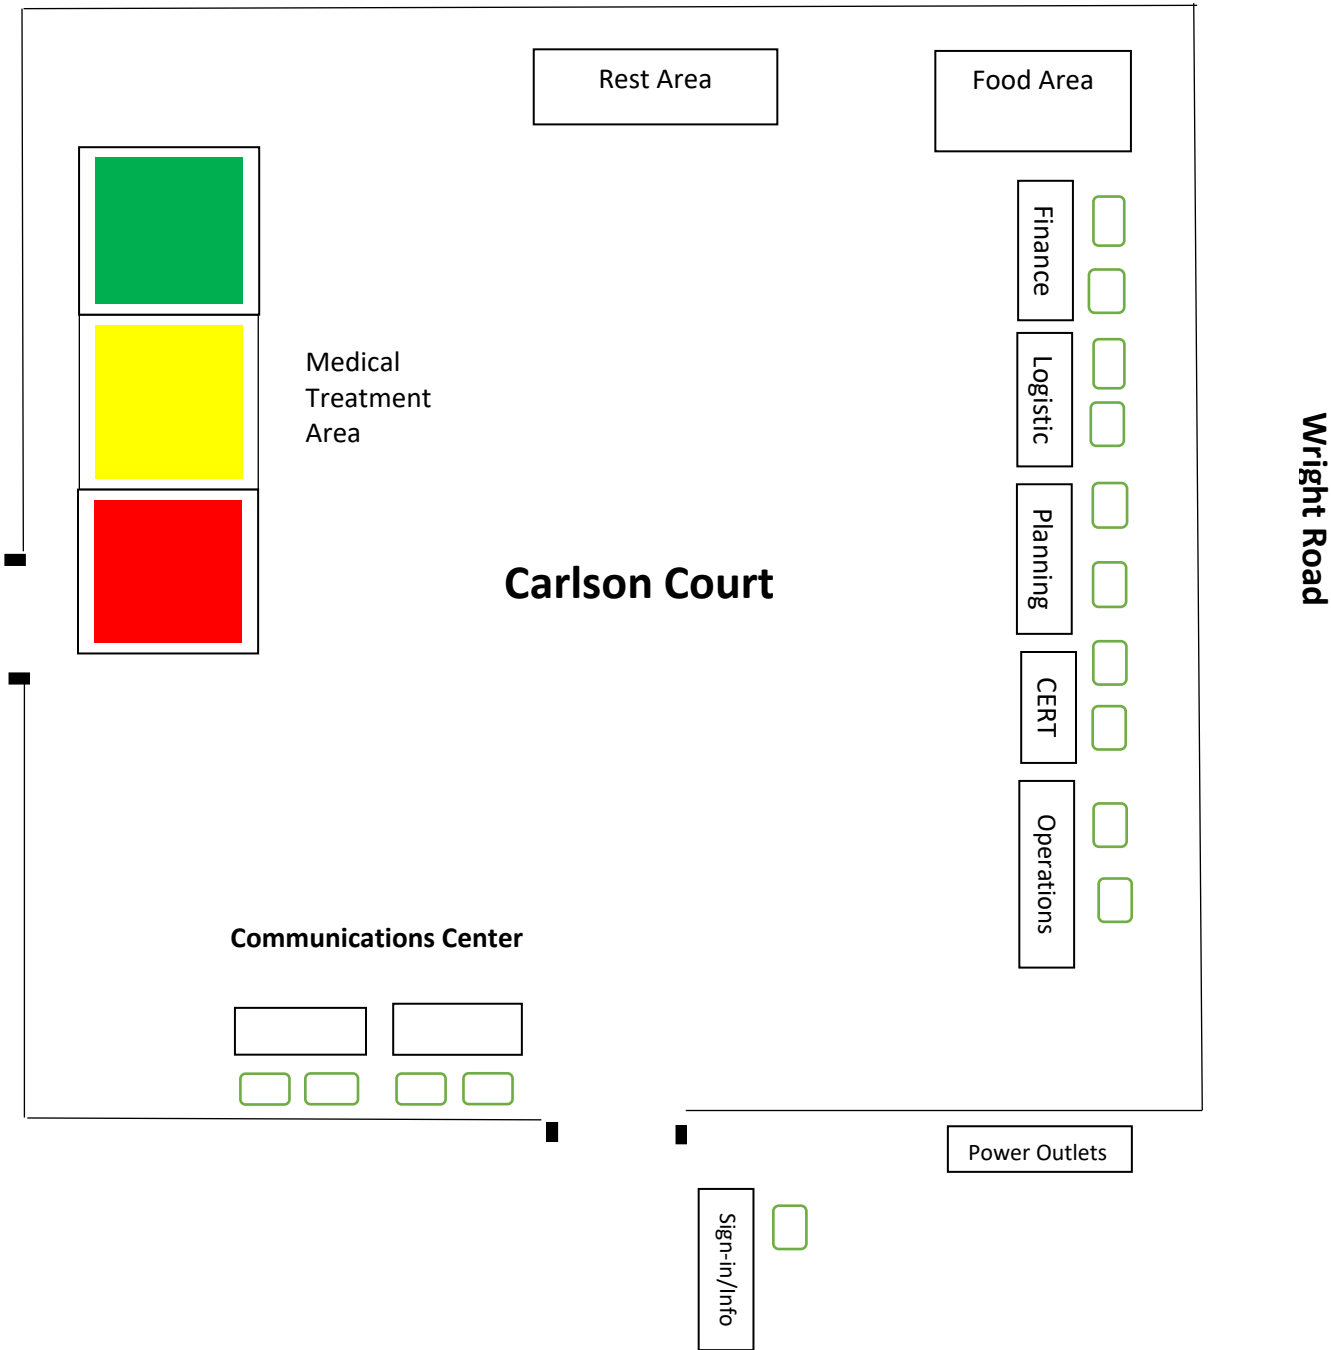 Rest Area
Food Area
Finance
Medical
Treatment
Area
Logistic
Wright Road
Planning
Carlson Court
CERT
Operations
Communications Center
Power Outlets
Sign-in/Info